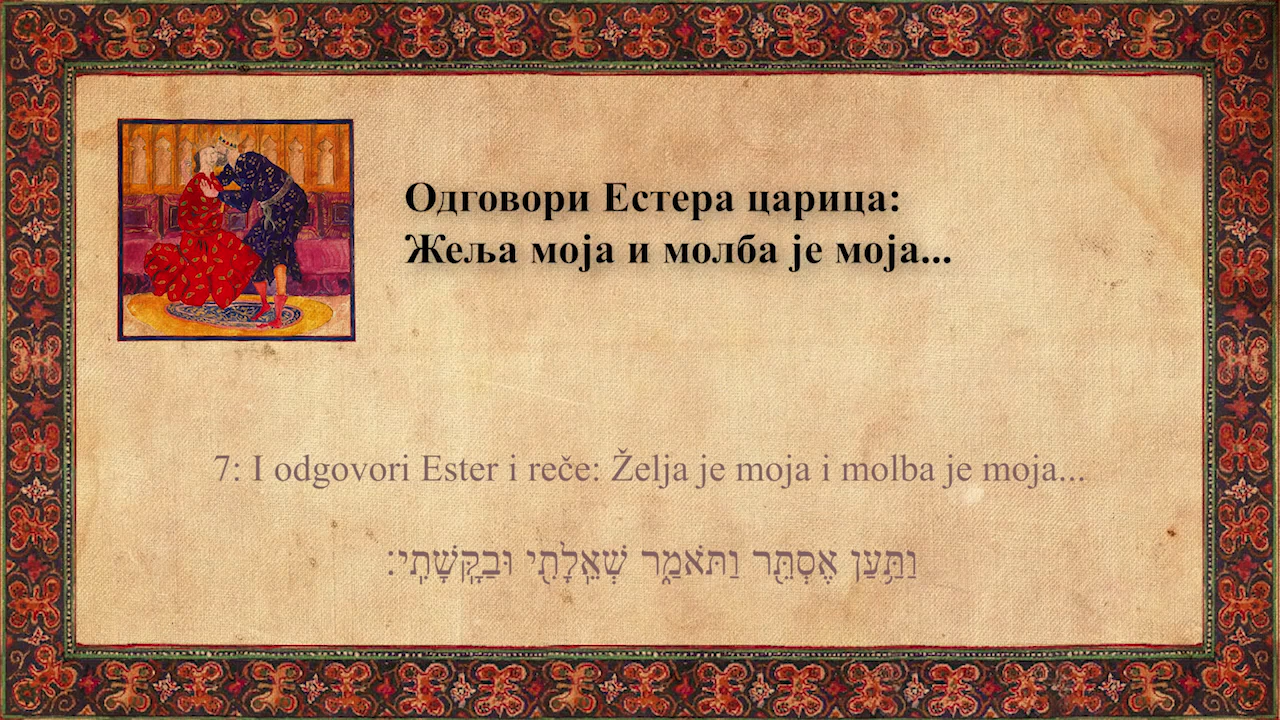 Одговори Естера царица:
Жеља моја и молба је моја...
7: I odgovori Ester i reče: Želja je moja i molba je moja...
וַתַּ֥עַן אֶסְתֵּ֖ר וַתֹּאמַ֑ר שְׁאֵלָתִ֖י וּבַקָּשָׁתִֽי׃